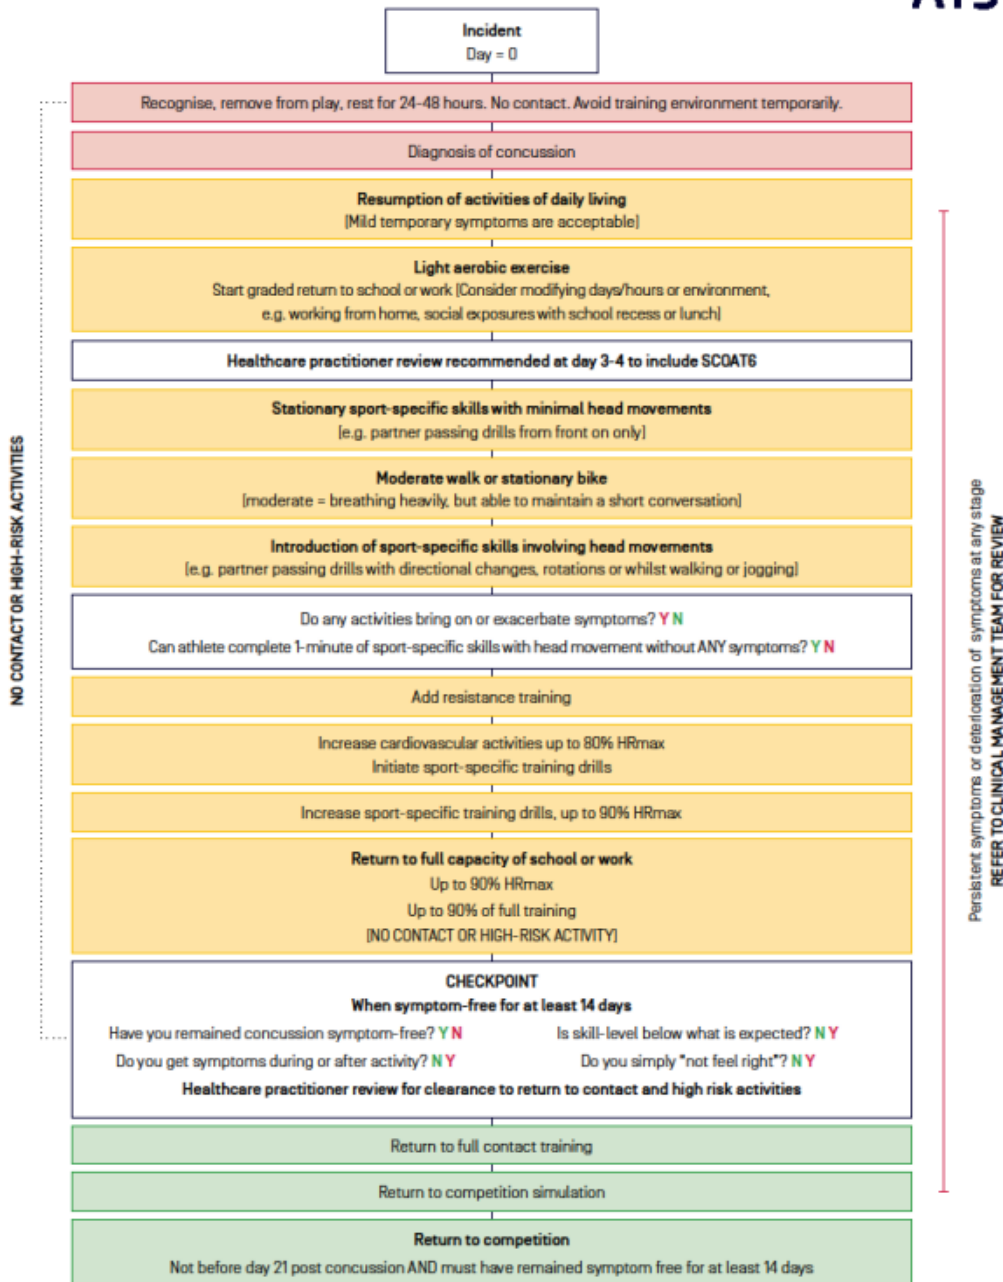 Incident
Day = 0
Recognise, remove from play, rest for 24-48 hours. No contact. Avoid training environment temporarily.
Diagnosis of concussion
Resumption of activities of daily living
[Mild temporary symptoms are acceptable]
Light aerobic exercise
Start graded return to school or work [Consider modifying days/hours or environment,
e.g. working from home, social exposures with school recess or lunch]
Healthcare practitioner review recommended at day 3-4 to include SCOAT6
Stationary sport-specific skills with minimal head movements
[e.g. partner passing drills from front on only]
Moderate walk or stationary bike
[moderate = breathing heavily, but able to maintain a short conversation]
Introduction of sport-specific skills involving head movements
[e.g. partner passing drills with directional changes, rotations or whilst walking or jogging]
Do any activities bring on or exacerbate symptoms? Y N
Can athlete complete 1-minute of sport-specific skills with head movement without ANY symptoms? Y N
Add resistance training
Increase cardiovascular activities up to 80% HRmax
Initiate sport-specific training drills
Increase sport-specific training drills, up to 90% HRmax
Return to full capacity of school or work
Up to 90% HRmax
Up to 90% of full training
[NO CONTACT OR HIGH-RISK ACTIVITY]
CHECKPOINT
When symptom-free for at least 14 days
Have you remained concussion symptom-free? Y N
Is skill-level below what is expected? N Y
Do you get symptoms during or after activity? N Y
Do you simply "not feel right"? N Y
Healthcare practitioner review for clearance to return to contact and high risk activities
Return to full contact training
Return to competition simulation
Return to competition
Not before day 21 post concussion AND must have remained symptom free for at least 14 days
NO CONTACT OR HIGH-RISK ACTIVITIES
Persistent symptoms or deterioration of symptoms at any stage
REFER TO CLINICAL MANAGEMENT TEAM FOR REVIEW